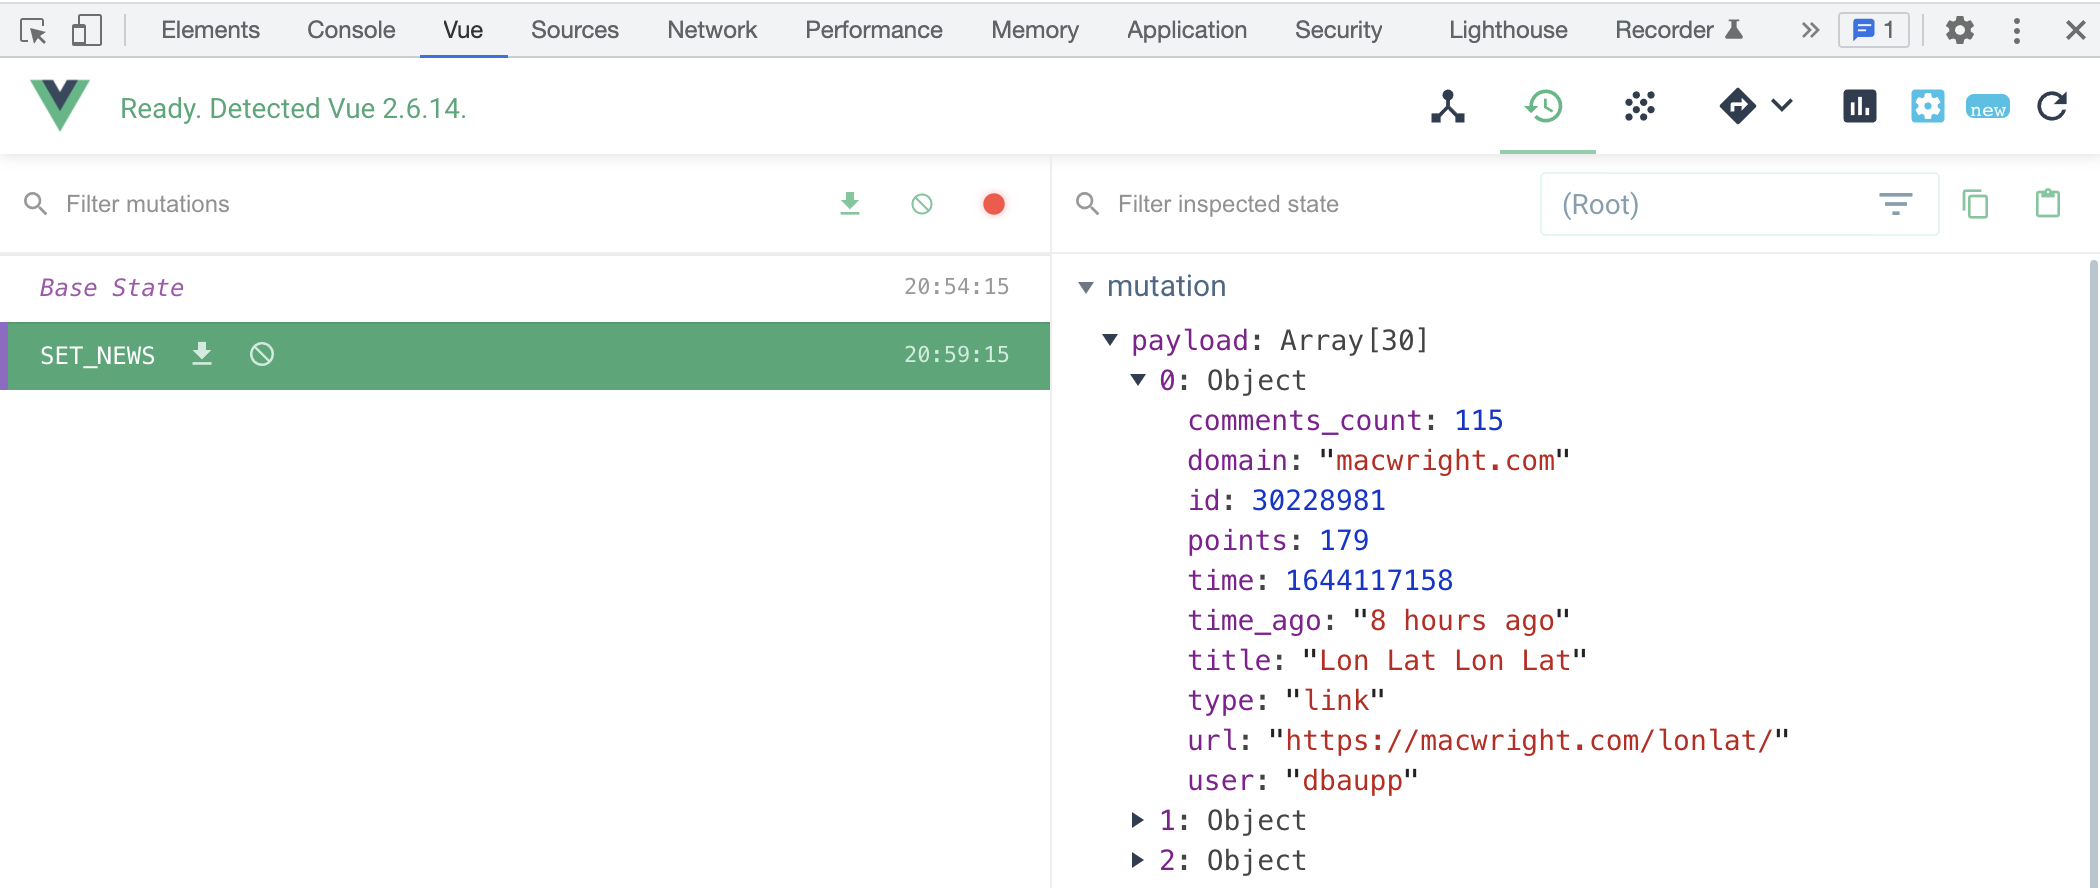 Elements Console Vue Sources Network Performance Memory Application Security Lighthouse Recorder 1
Ready. Detected Vue 2.6.14.
new
Filter mutations
Filter inspected state
(Root)
Base State 20:54:15
SET_NEWS 20:59:15
mutation
payload: Array[30]
0: Object
comments_count: 115
domain: "macwright.com"
id: 30228981
points: 179
time: 1644117158
time_ago: "8 hours ago"
title: "Lon Lat Lon Lat"
type: "link"
url: "https://macwright.com/lonlat/"
user: "dbaupp"
1: Object
2: Object